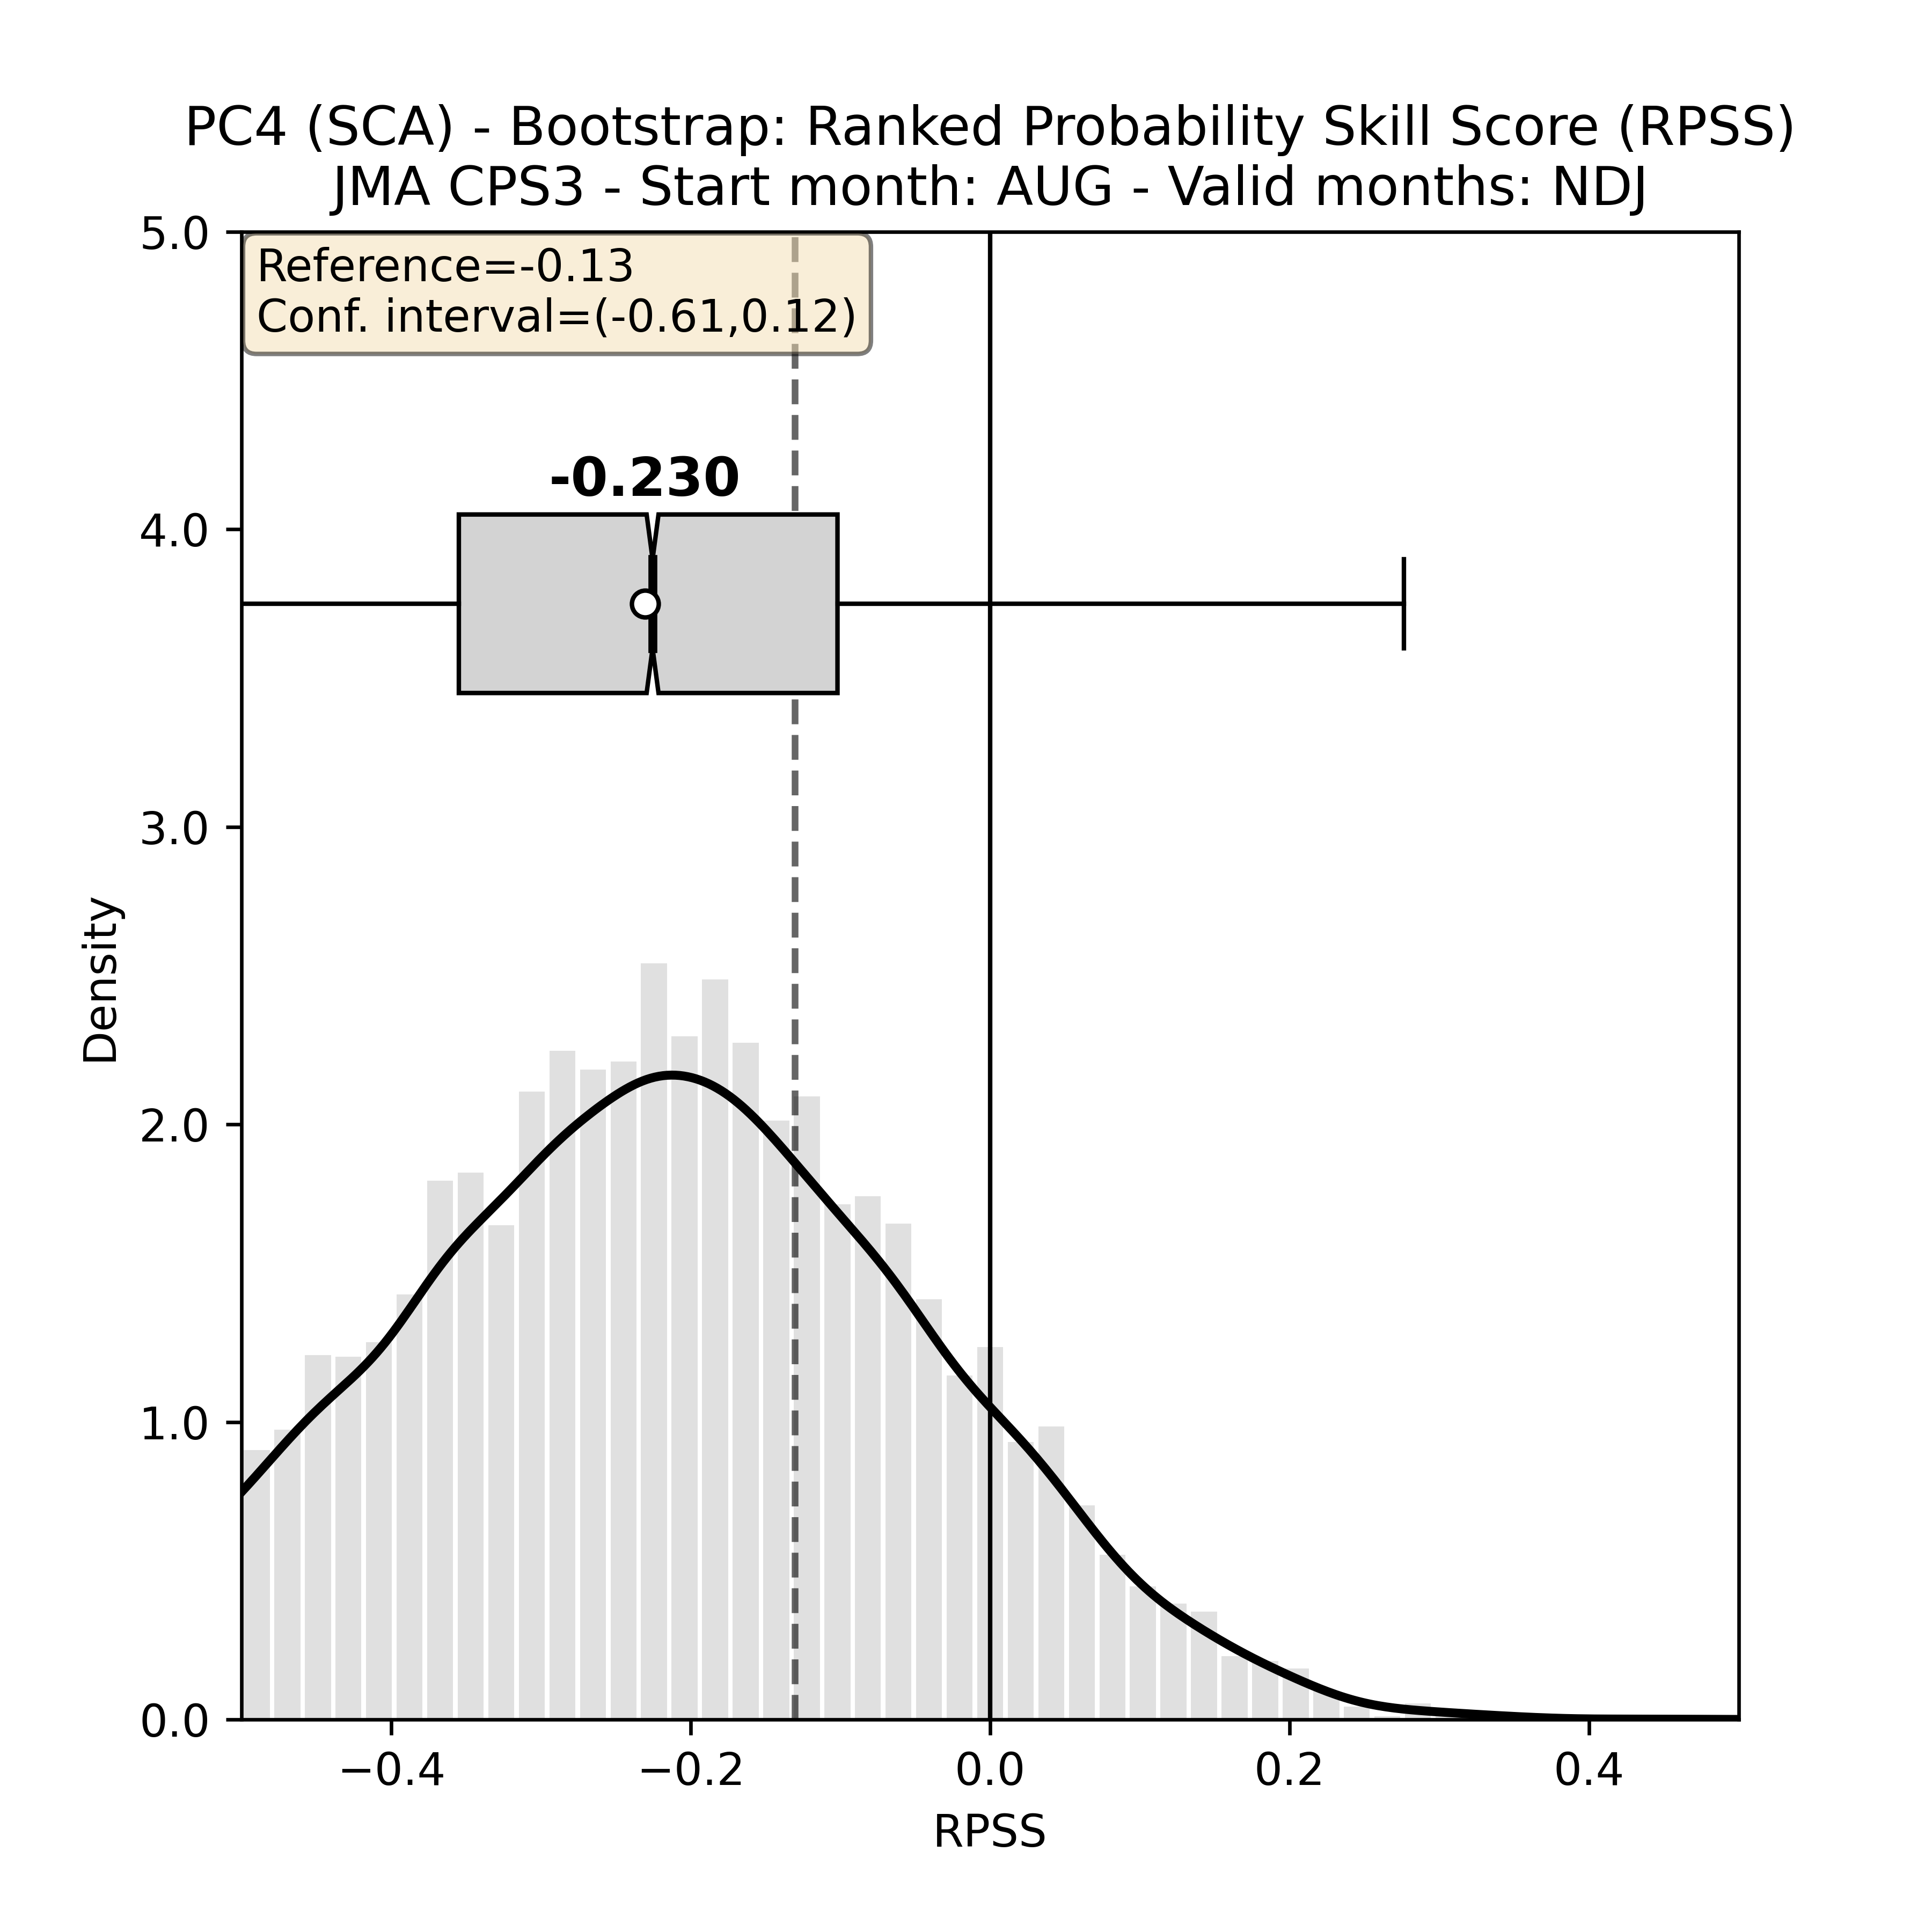 PC4 (SCA) - Bootstrap: Ranked Probability Skill Score (RPSS)
JMA CPS3 - Start month: AUG - Valid months: NDJ
Reference=-0.13
Conf. interval=(-0.61,0.12)
-0.230
5.0
4.0
3.0
2.0
1.0
0.0
Density
−0.4
−0.2
0.0
0.2
0.4
RPSS